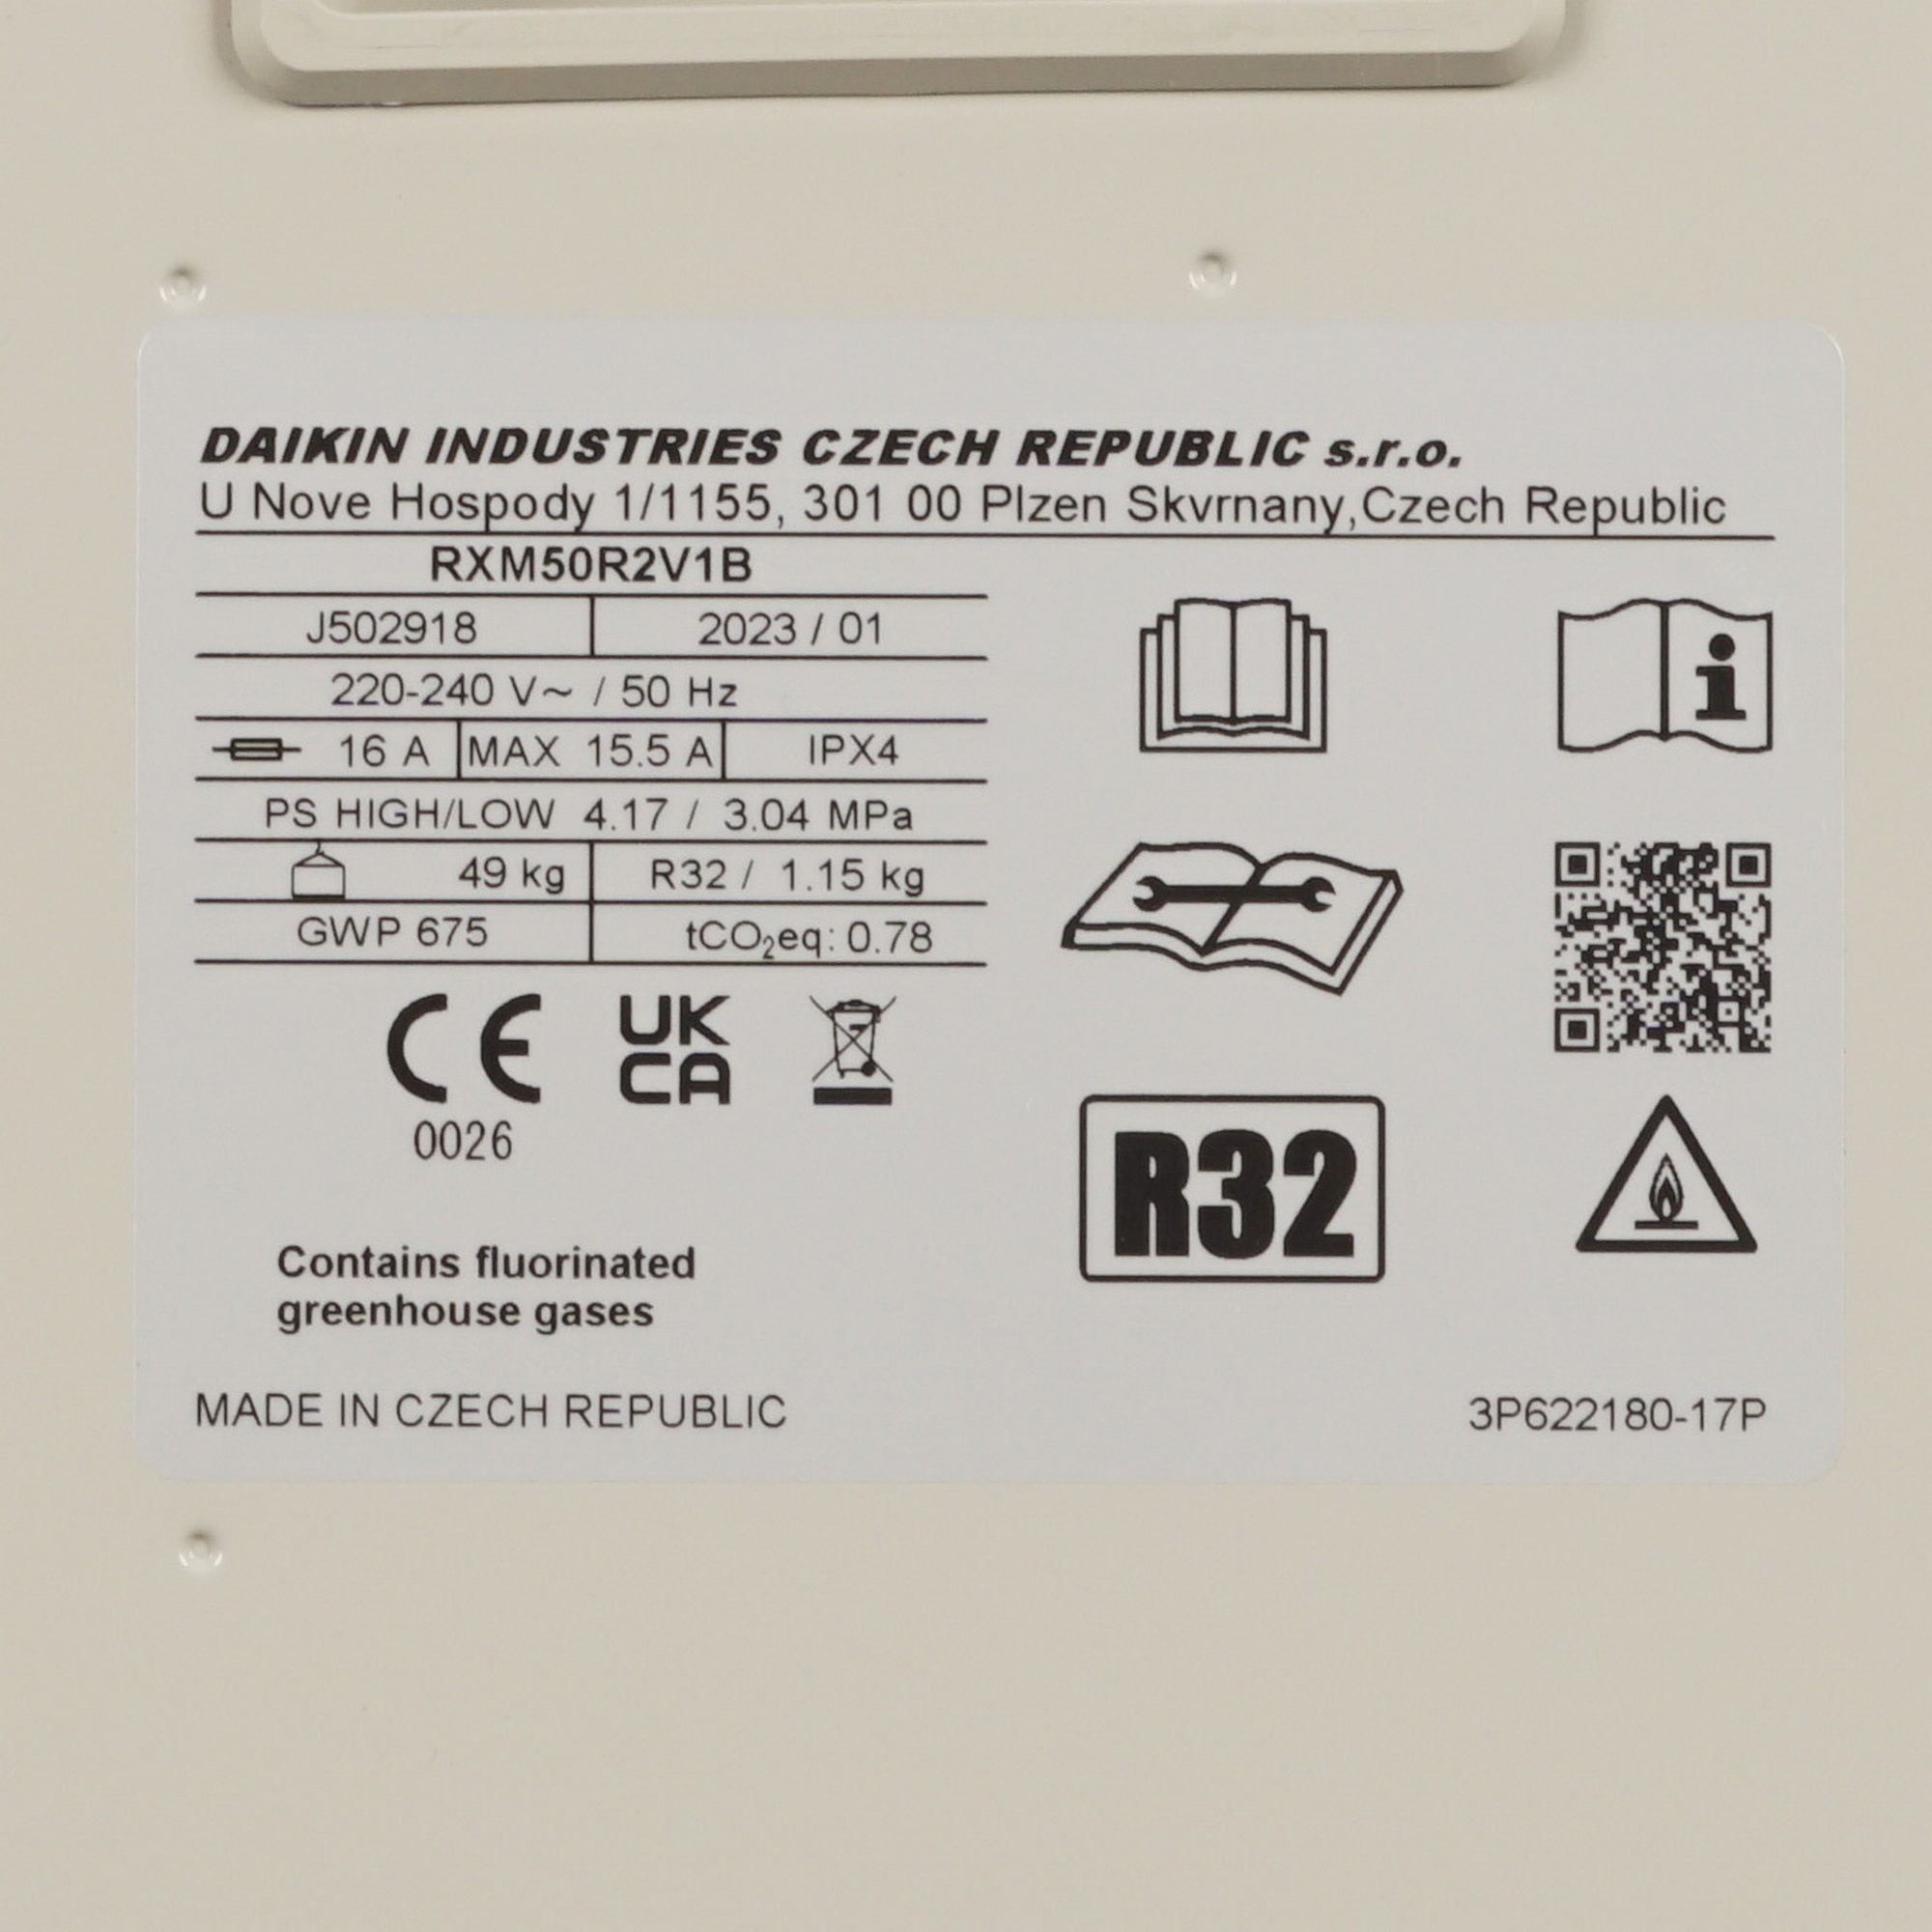 DAIKIN INDUSTRIES CZECH REPUBLIC s.r.o.
U Nove Hospody 1/1155, 301 00 Plzen Skvrnany,Czech Republic
RXM50R2V1B
J502918 2023 / 01
220-240 V~ / 50 Hz
16 A MAX 15.5 A IPX4
PS HIGH/LOW 4.17 / 3.04 MPa
49 kg R32 / 1.15 kg
GWP 675 tCO₂eq: 0.78
CE UK
CA
0026
R32
Contains fluorinated
greenhouse gases
MADE IN CZECH REPUBLIC 3P622180-17P